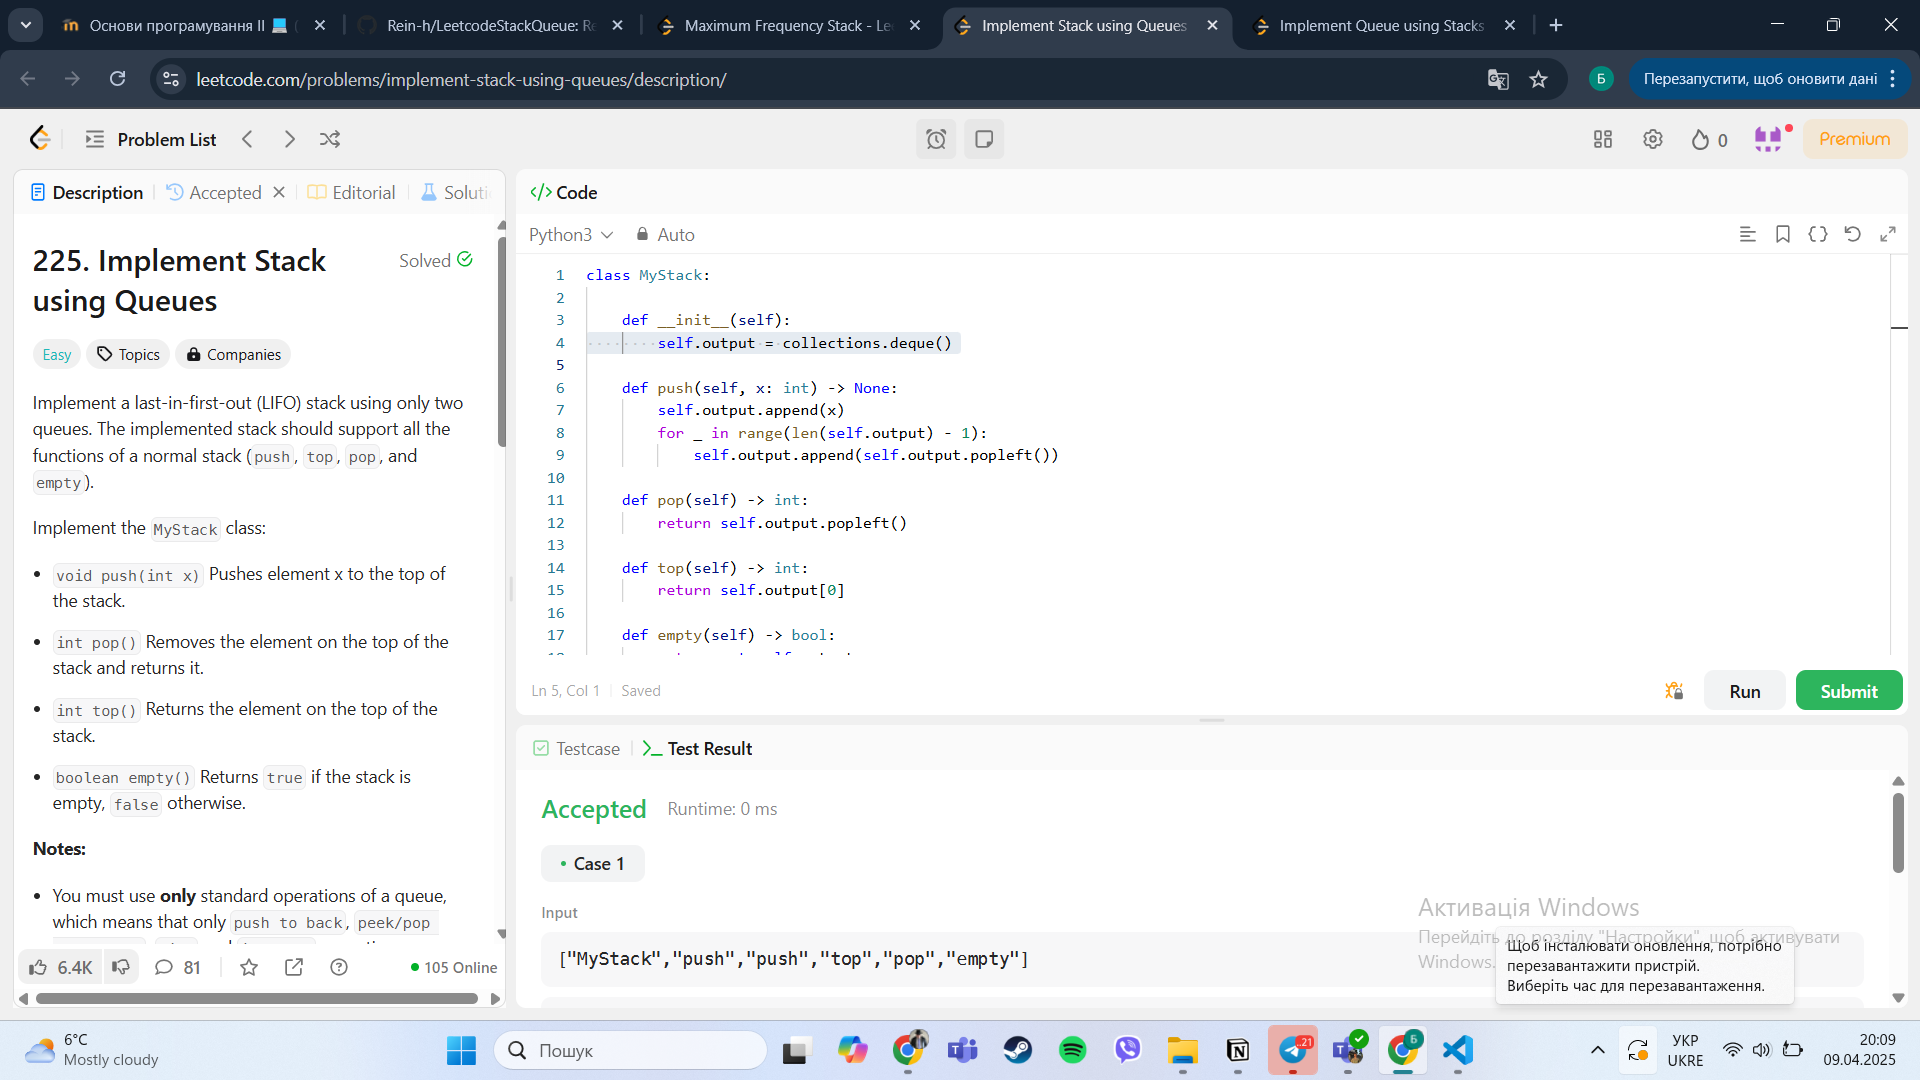 Основи програмування II 💻 (
Rein-h/LeetcodeStackQueue: Re
Maximum Frequency Stack - Le
Implement Stack using Queues
Implement Queue using Stacks
leetcode.com/problems/implement-stack-using-queues/description/
Б
Перезапустити, щоб оновити дані
Problem List
0
Premium
Description
Accepted
Editorial
Soluti
225. Implement Stack using Queues
Solved
Easy
Topics
Companies
Implement a last-in-first-out (LIFO) stack using only two
queues. The implemented stack should support all the
functions of a normal stack (push, top, pop, and
empty).
Implement the MyStack class:
• void push(int x) Pushes element x to the top of
the stack.
• int pop() Removes the element on the top of the
stack and returns it.
• int top() Returns the element on the top of the
stack.
• boolean empty() Returns true if the stack is
empty, false otherwise.
Notes:
• You must use only standard operations of a queue,
which means that only push to back, peek/pop
6.4K
81
105 Online
</> Code
Python3
Auto
1 class MyStack:
2
3     def __init__(self):
4         self.output = collections.deque()
5
6     def push(self, x: int) -> None:
7         self.output.append(x)
8         for _ in range(len(self.output) - 1):
9             self.output.append(self.output.popleft())
10
11     def pop(self) -> int:
12         return self.output.popleft()
13
14     def top(self) -> int:
15         return self.output[0]
16
17     def empty(self) -> bool:
Ln 5, Col 1
Saved
Run
Submit
Testcase
Test Result
Accepted
Runtime: 0 ms
Case 1
Input
["MyStack","push","push","top","pop","empty"]
Активація Windows
Перейдіть до розділу "Настройки", щоб активувати
Windows.
Щоб інсталювати оновлення, потрібно
перезавантажити пристрій.
Виберіть час для перезавантаження.
6°C
Mostly cloudy
Пошук
21
Б
УКР
UKRE
20:09
09.04.2025